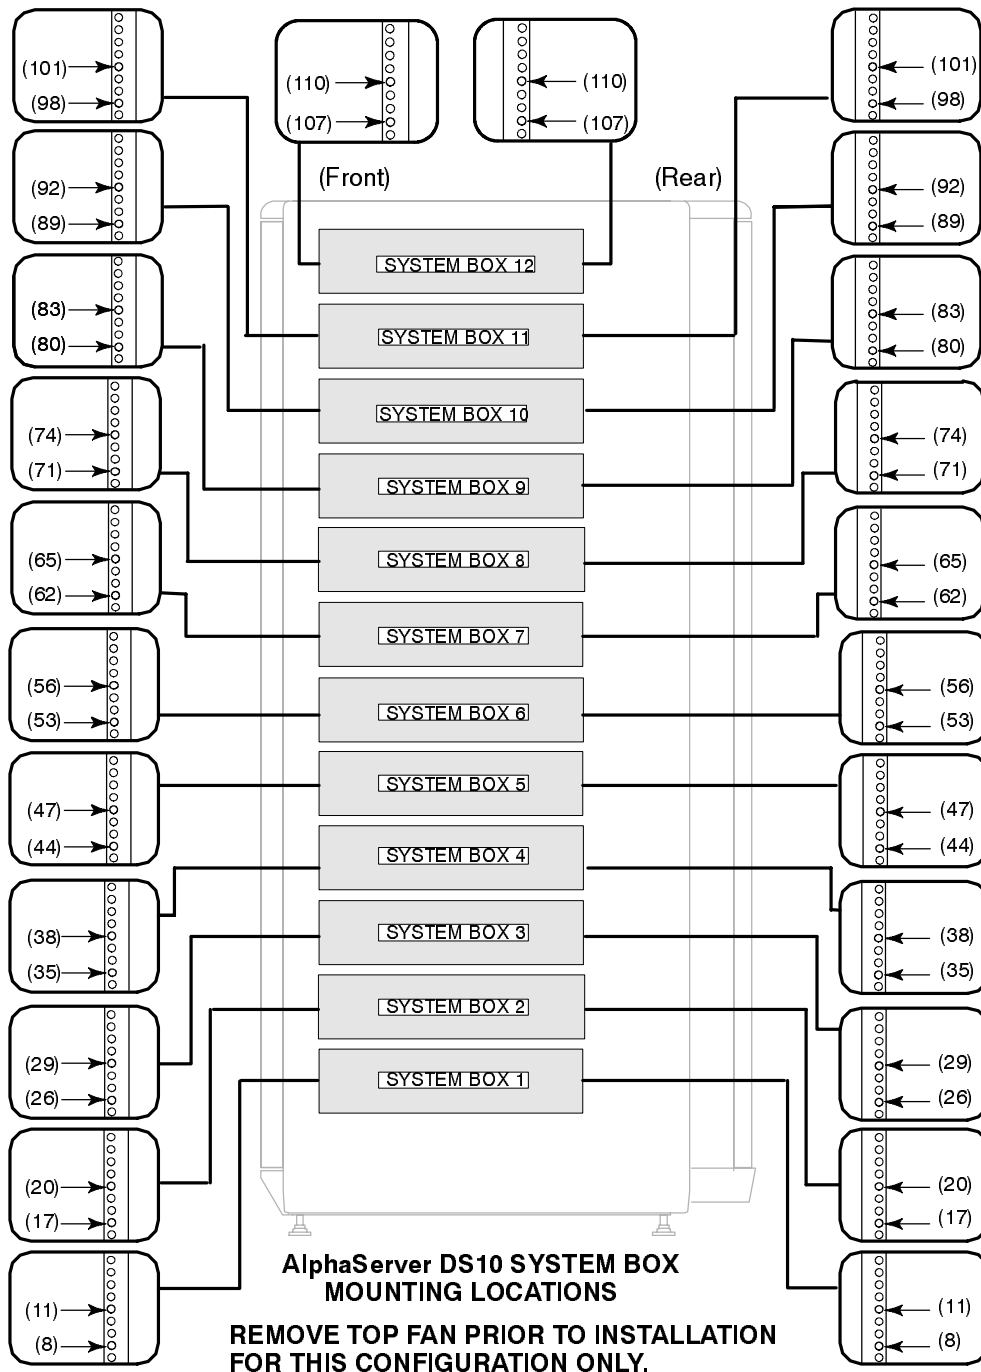 (101)
(98)
(110)
(107)
(110)
(107)
(101)
(98)
(Front)
(Rear)
(92)
(89)
(92)
(89)
SYSTEM BOX 12
(83)
(80)
SYSTEM BOX 11
(83)
(80)
(74)
(71)
SYSTEM BOX 10
(74)
(71)
SYSTEM BOX 9
(65)
(62)
SYSTEM BOX 8
(65)
(62)
SYSTEM BOX 7
(56)
(53)
SYSTEM BOX 6
(56)
(53)
(47)
(44)
SYSTEM BOX 5
(47)
(44)
SYSTEM BOX 4
(38)
(35)
SYSTEM BOX 3
(38)
(35)
(29)
(26)
SYSTEM BOX 2
(29)
(26)
SYSTEM BOX 1
(20)
(17)
(20)
(17)
(11)
(8)
(11)
(8)
AlphaServer DS10 SYSTEM BOX
MOUNTING LOCATIONS
REMOVE TOP FAN PRIOR TO INSTALLATION
FOR THIS CONFIGURATION ONLY.